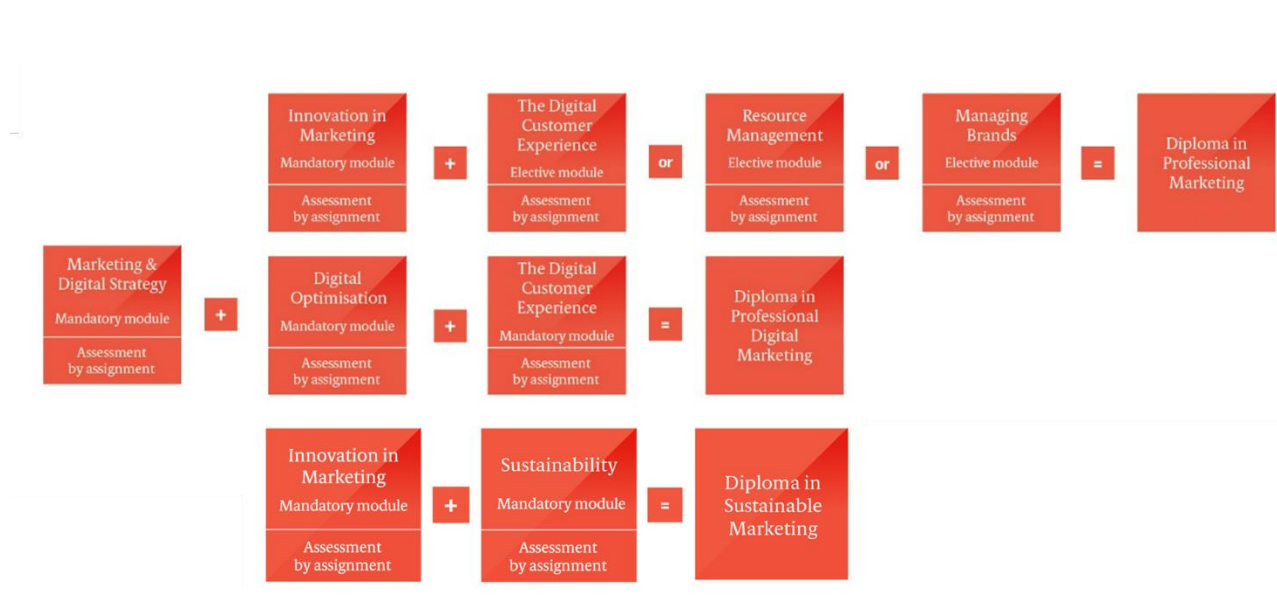 Innovation in
Marketing
Mandatory module
Assessment
by assignment
+
The Digital
Customer
Experience
Elective module
Assessment
by assignment
or
Resource
Management
Elective module
Assessment
by assignment
or
Managing
Brands
Elective module
Assessment
by assignment
=
Diploma in
Professional
Marketing
Marketing &
Digital Strategy
Mandatory module
Assessment
by assignment
+
Digital
Optimisation
Mandatory module
Assessment
by assignment
+
The Digital
Customer
Experience
Mandatory module
Assessment
by assignment
=
Diploma in
Professional
Digital
Marketing
Innovation in
Marketing
Mandatory module
Assessment
by assignment
+
Sustainability
Mandatory module
Assessment
by assignment
=
Diploma in
Sustainable
Marketing